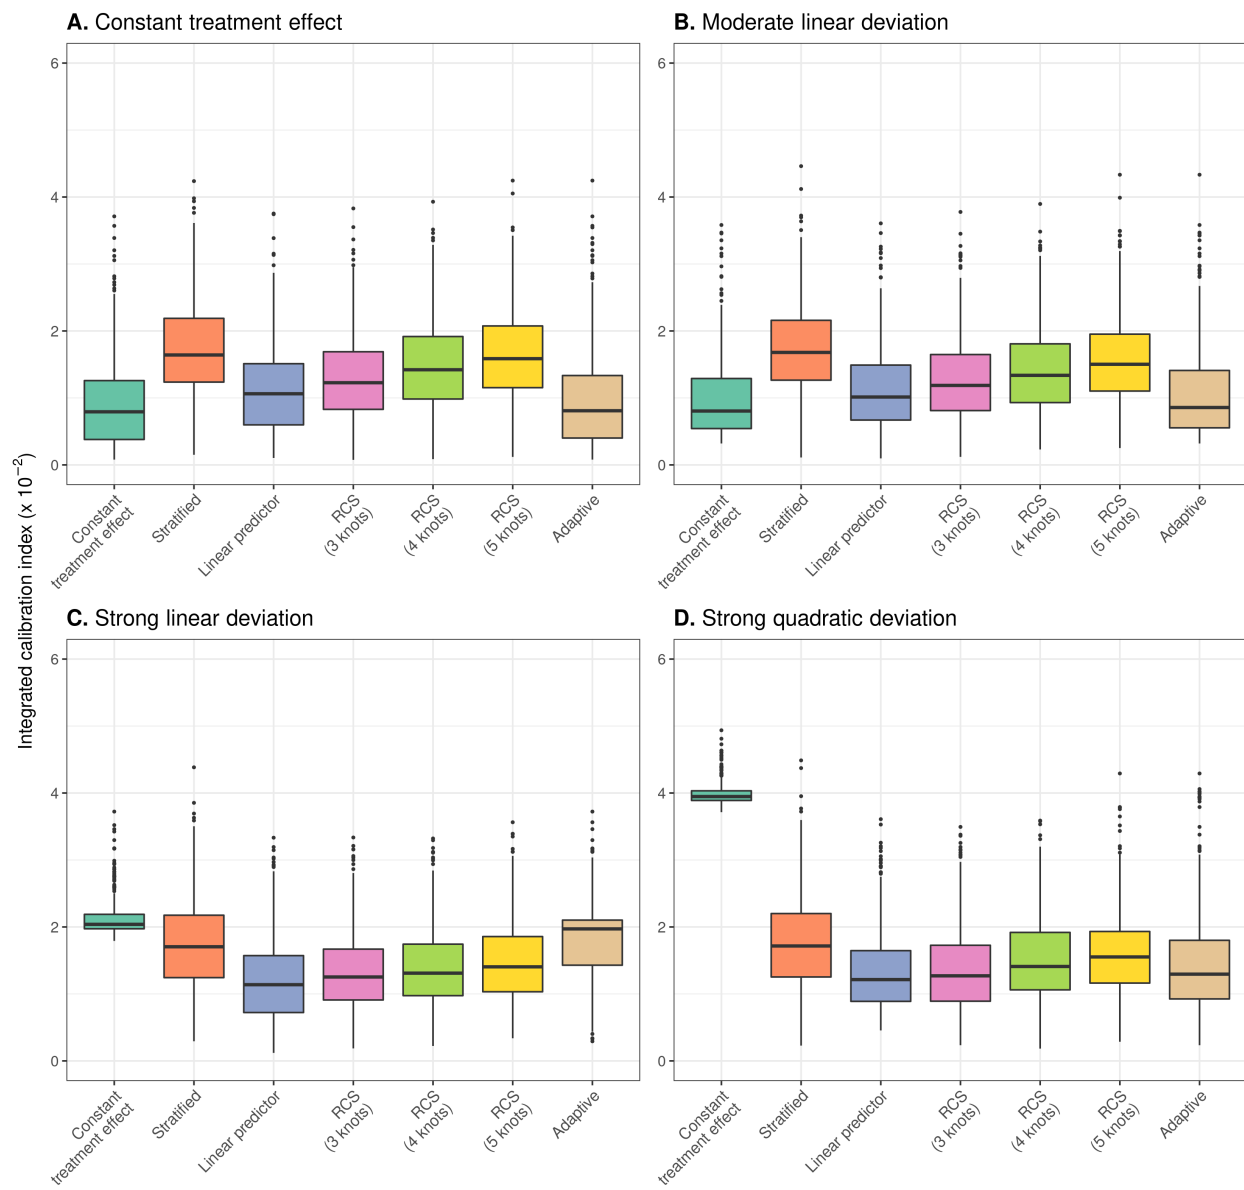 A. Constant treatment effect
6
4
2
0
Constant
treatment effect
Stratified
Linear predictor
RCS
(3 knots)
RCS
(4 knots)
RCS
(5 knots)
Adaptive
B. Moderate linear deviation
6
4
2
0
Constant
treatment effect
Stratified
Linear predictor
RCS
(3 knots)
RCS
(4 knots)
RCS
(5 knots)
Adaptive
Integrated calibration index (x 10⁻²)
C. Strong linear deviation
6
4
2
0
Constant
treatment effect
Stratified
Linear predictor
RCS
(3 knots)
RCS
(4 knots)
RCS
(5 knots)
Adaptive
D. Strong quadratic deviation
6
4
2
0
Constant
treatment effect
Stratified
Linear predictor
RCS
(3 knots)
RCS
(4 knots)
RCS
(5 knots)
Adaptive